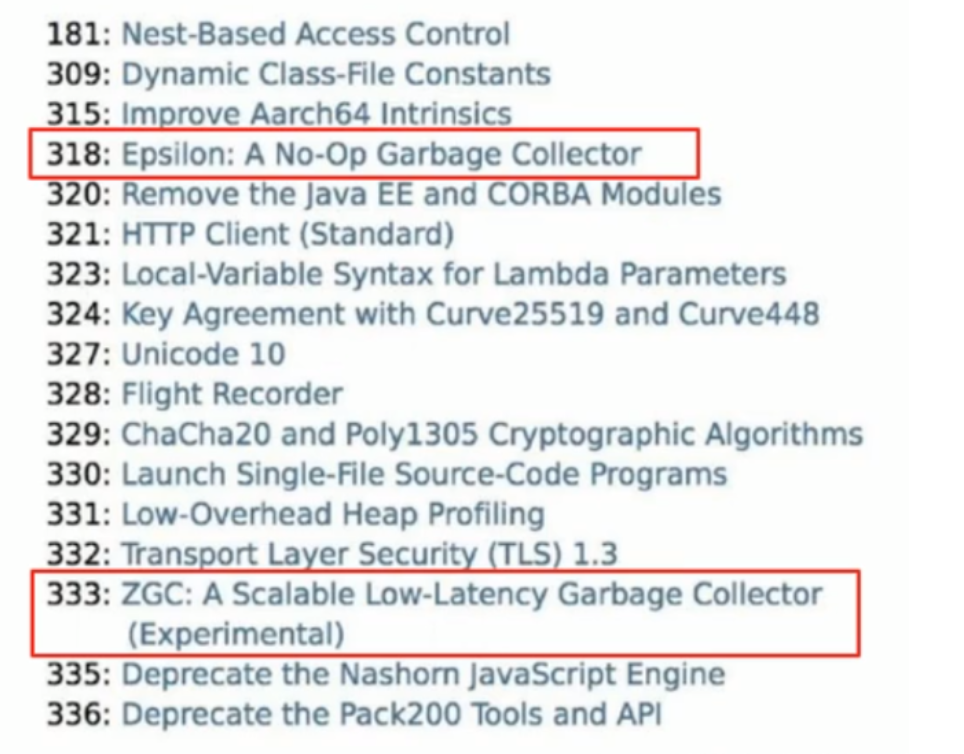 181: Nest-Based Access Control
309: Dynamic Class-File Constants
315: Improve Aarch64 Intrinsics
318: Epsilon: A No-Op Garbage Collector
320: Remove the Java EE and CORBA Modules
321: HTTP Client (Standard)
323: Local-Variable Syntax for Lambda Parameters
324: Key Agreement with Curve25519 and Curve448
327: Unicode 10
328: Flight Recorder
329: ChaCha20 and Poly1305 Cryptographic Algorithms
330: Launch Single-File Source-Code Programs
331: Low-Overhead Heap Profiling
332: Transport Layer Security (TLS) 1.3
333: ZGC: A Scalable Low-Latency Garbage Collector
(Experimental)
335: Deprecate the Nashorn JavaScript Engine
336: Deprecate the Pack200 Tools and API